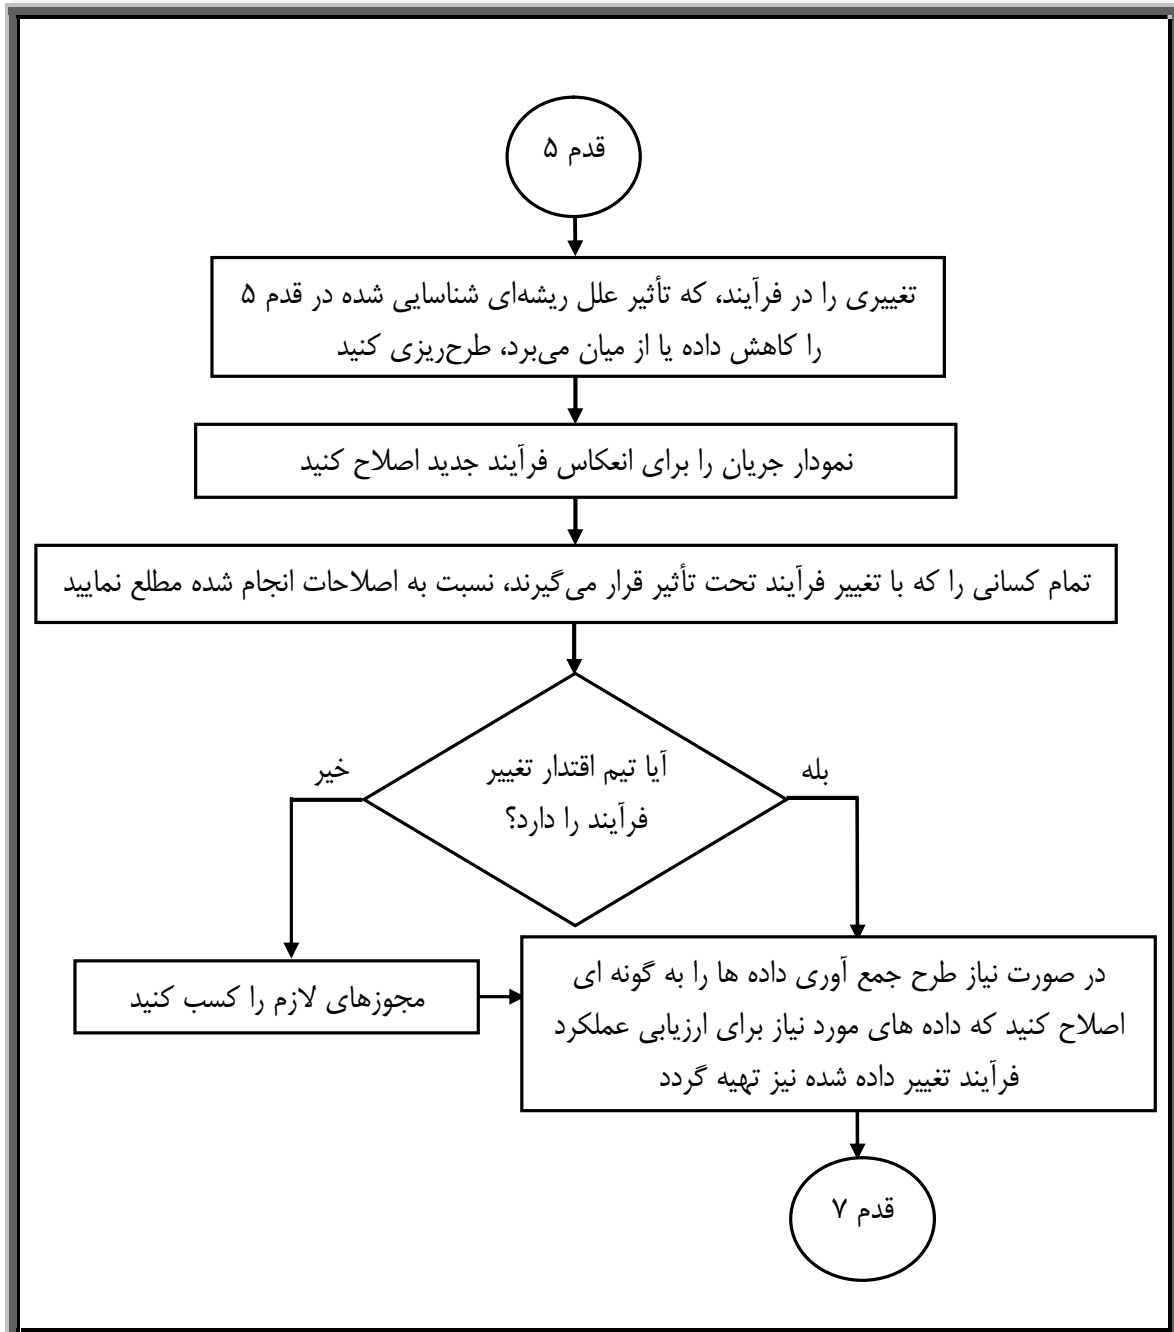 قدم ۵
تغییری را در فرآیند، که تأثیر علل ریشه‌ای شناسایی شده در قدم ۵
را کاهش داده یا از میان می‌برد، طرح‌ریزی کنید
نمودار جریان را برای انعکاس فرآیند جدید اصلاح کنید
تمام کسانی را که با تغییر فرآیند تحت تأثیر قرار می‌گیرند، نسبت به اصلاحات انجام شده مطلع نمایید
آیا تیم اقتدار تغییر
فرآیند را دارد؟
بله
خیر
در صورت نیاز طرح جمع آوری داده ها را به گونه ای
اصلاح کنید که داده های مورد نیاز برای ارزیابی عملکرد
فرآیند تغییر داده شده نیز تهیه گردد
مجوزهای لازم را کسب کنید
قدم ۷